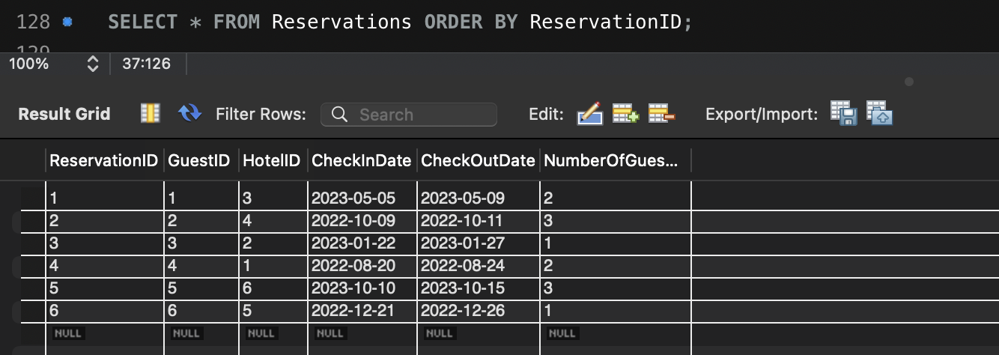 128 SELECT * FROM Reservations ORDER BY ReservationID;
129
100% 37:126
Result Grid Filter Rows: Search Edit: Export/Import:
ReservationID GuestID HotelID CheckInDate CheckOutDate NumberOfGues...
1 1 3 2023-05-05 2023-05-09 2
2 2 4 2022-10-09 2022-10-11 3
3 3 2 2023-01-22 2023-01-27 1
4 4 1 2022-08-20 2022-08-24 2
5 5 6 2023-10-10 2023-10-15 3
6 6 5 2022-12-21 2022-12-26 1
NULL NULL NULL NULL NULL NULL